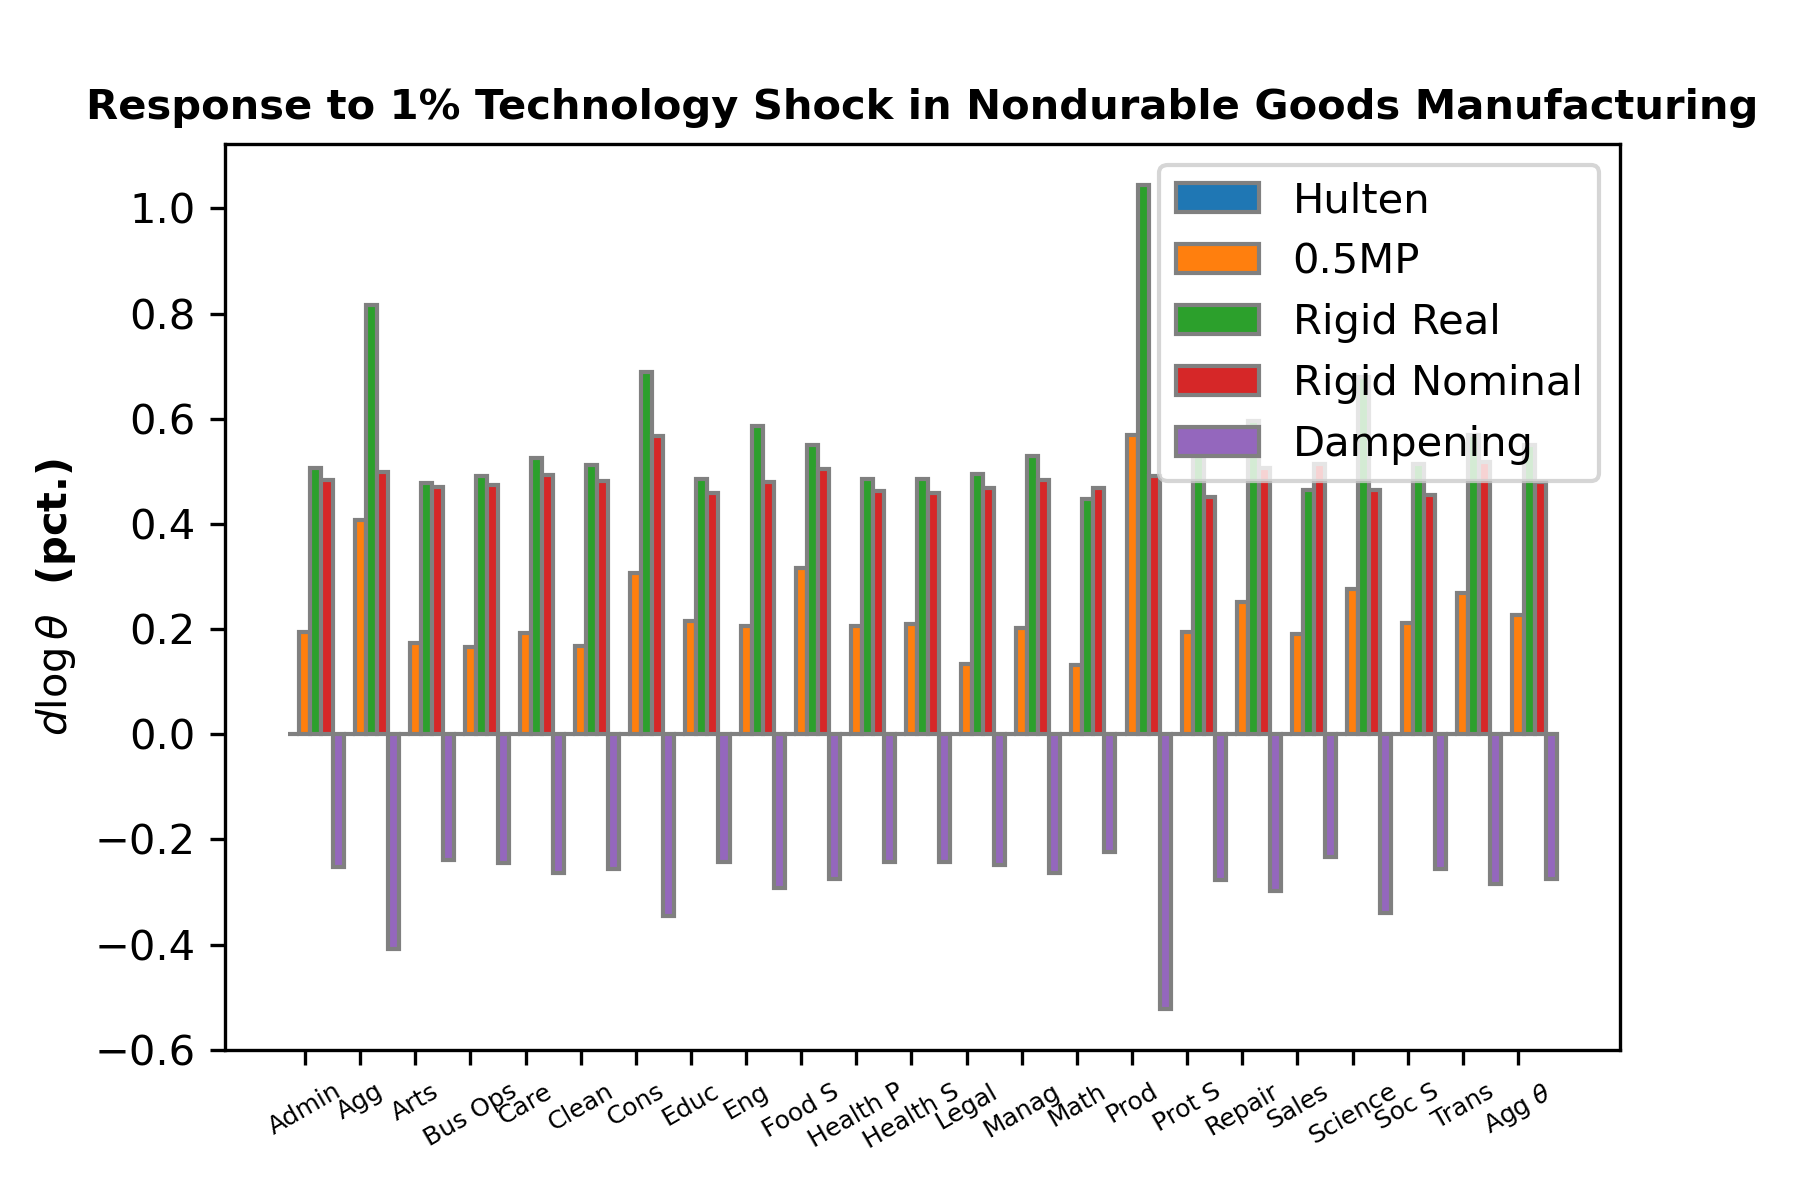 Response to 1% Technology Shock in Nondurable Goods Manufacturing
Hulten
0.5MP
Rigid Real
Rigid Nominal
Dampening
dlog θ (pct.)
1.0
0.8
0.6
0.4
0.2
0.0
−0.2
−0.4
−0.6
Admin
Agg
Arts
Bus Ops
Care
Clean
Cons
Educ
Eng
Food S
Health P
Health S
Legal
Manag
Math
Prod
Prot S
Repair
Sales
Science
Soc S
Trans
Agg θ